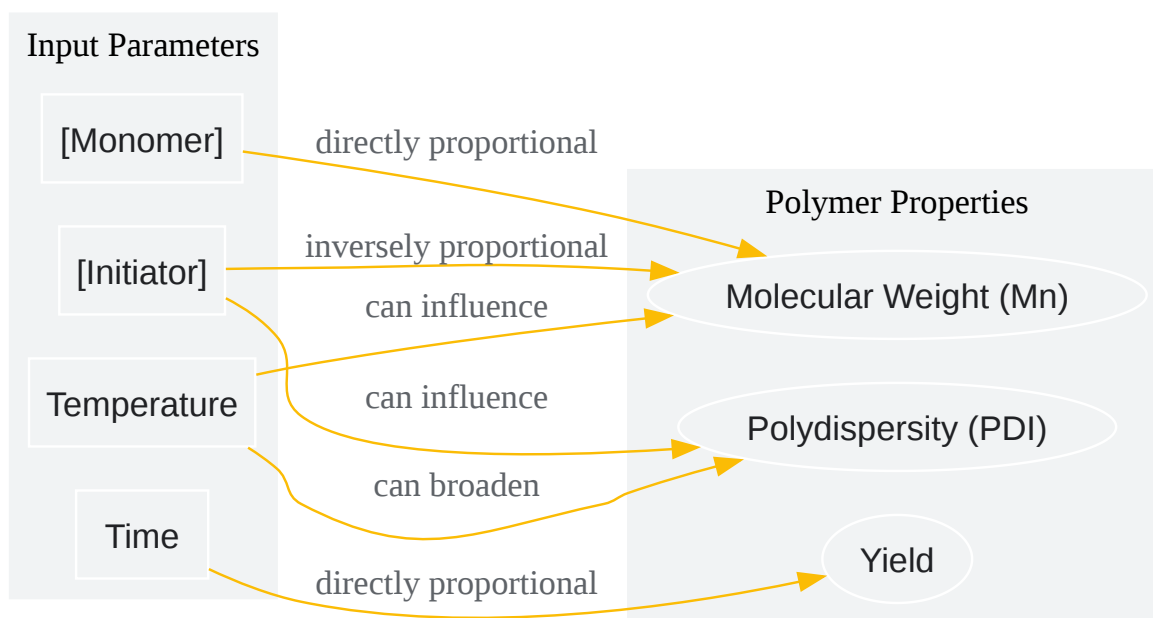 Input Parameters
[Monomer]
directly proportional
Polymer Properties
[Initiator]
inversely proportional
Molecular Weight (Mn)
can influence
Temperature
can influence
Polydispersity (PDI)
can broaden
Time
directly proportional
Yield